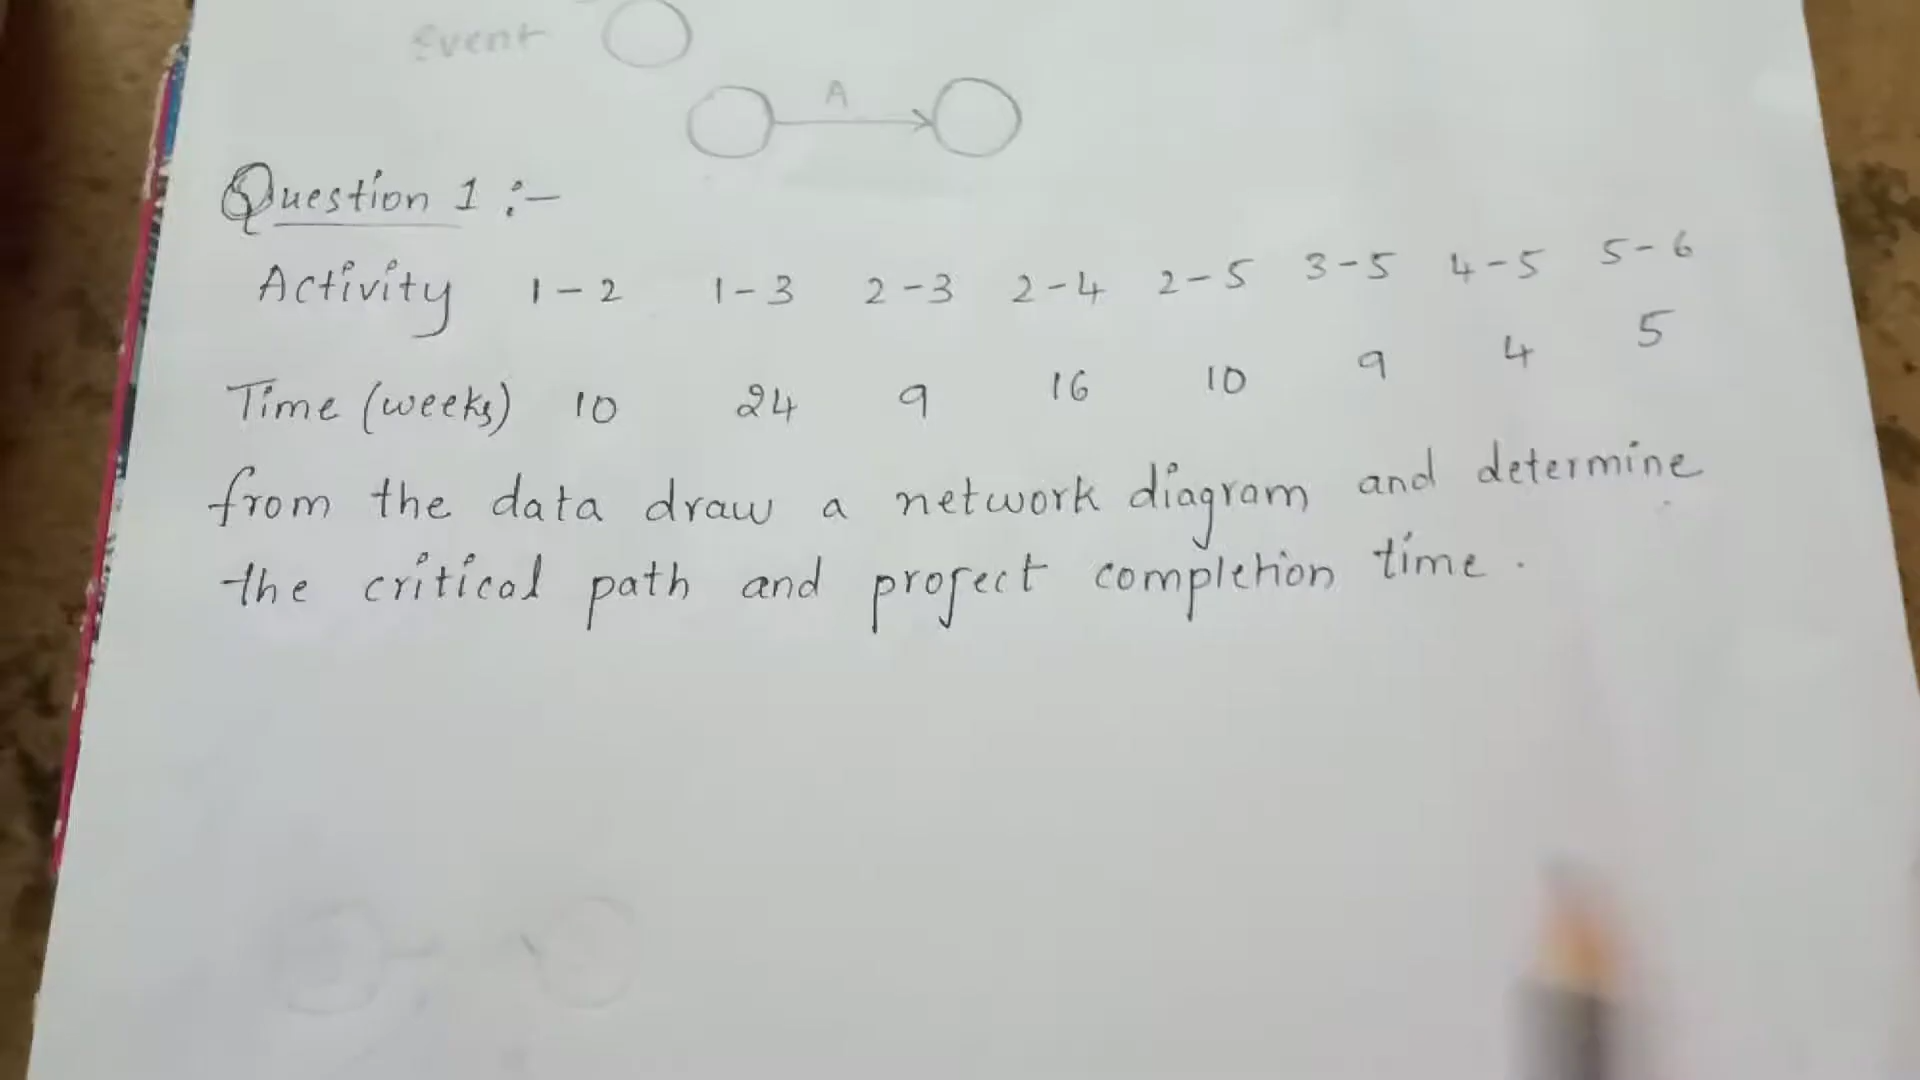 Event
A
Question 1 :-
Activity 1-2 1-3 2-3 2-4 2-5 3-5 4-5 5-6
Time (weeks) 10 24 9 16 10 9 4 5
from the data draw a network diagram and determine
the critical path and project completion time.